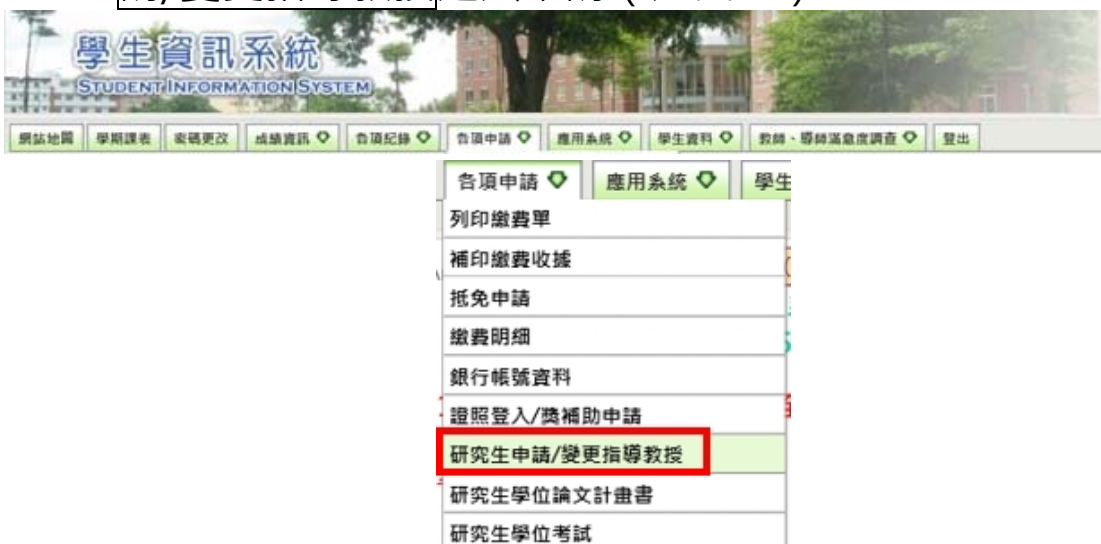 學生資訊系統
STUDENT INFORMATION SYSTEM
網站地圖 學期課表 密碼更改 成績資訊 各項紀錄 各項申請 應用系統 學生資料 教師、導師滿意度調查 登出
各項申請 應用系統 學生
列印繳費單
補印繳費收據
抵免申請
繳費明細
銀行帳號資料
證照登入/獎補助申請
研究生申請/變更指導教授
研究生學位論文計畫書
研究生學位考試